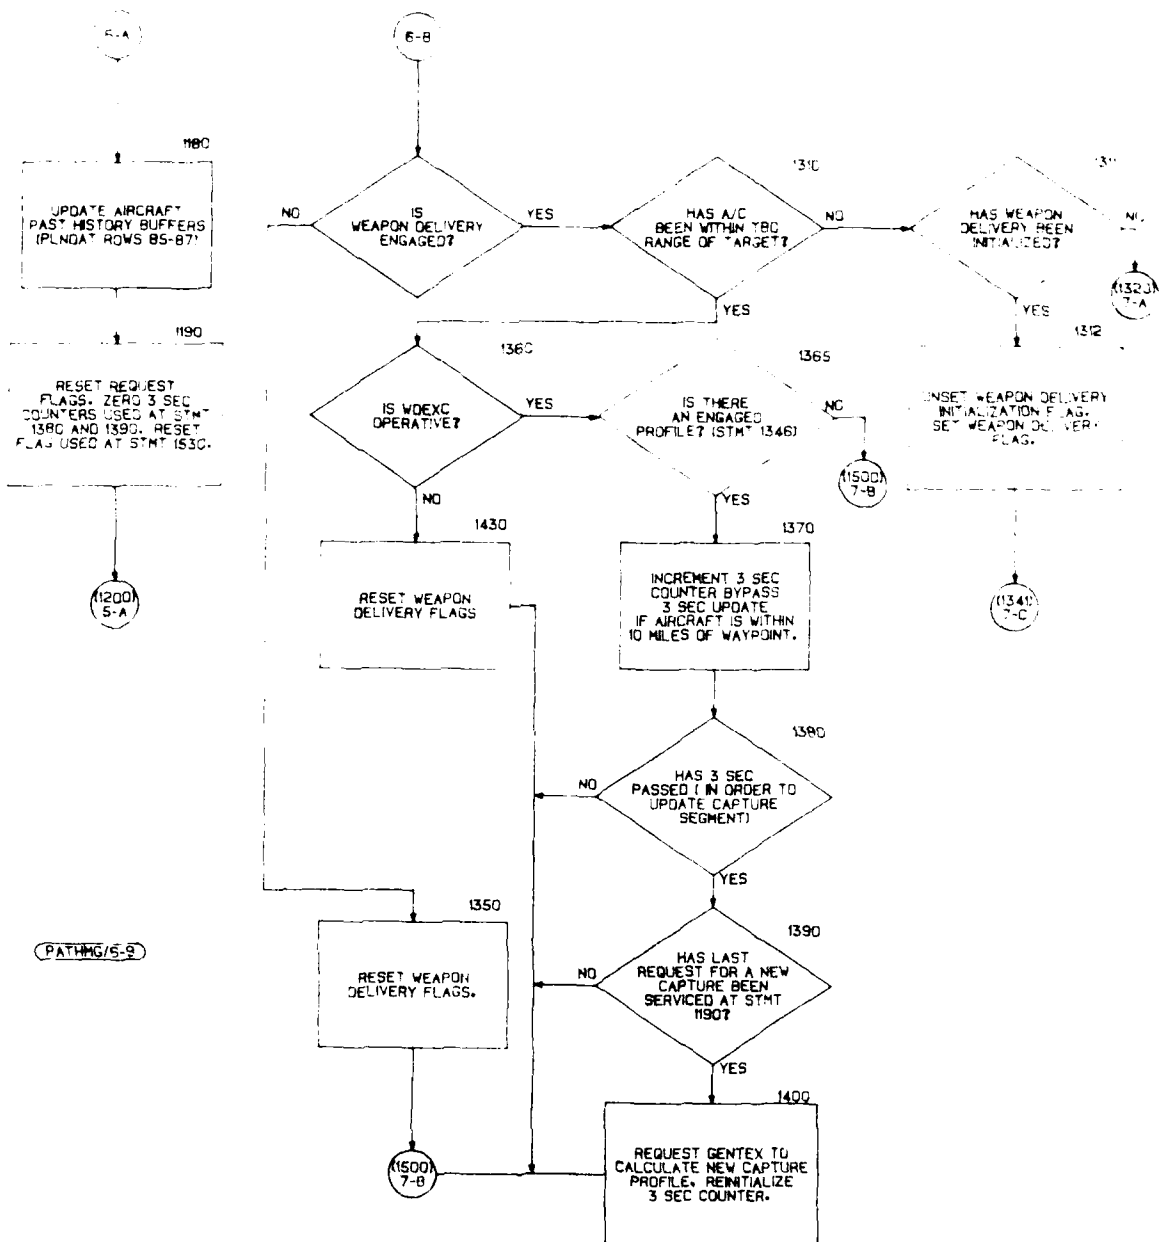 6-A
6-B
1180
UPDATE AIRCRAFT
PAST HISTORY BUFFERS
(PLNDAT ROWS 85-87)
NO
IS
WEAPON DELIVERY
ENGAGED?
YES
1310
HAS A/C
BEEN WITHIN TBD
RANGE OF TARGET?
NO
YES
1311
HAS WEAPON
DELIVERY BEEN
INITIALIZED?
NO
(1320)
7-A
YES
1190
RESET REQUEST
FLAGS. ZERO 3 SEC
COUNTERS USED AT STMT
1380 AND 1390. RESET
FLAG USED AT STMT 1530.
(1200)
5-A
1360
IS WDEXC
OPERATIVE?
YES
NO
1365
IS THERE
AN ENGAGED
PROFILE? (STMT 1346)
NO
(1500)
7-B
YES
1312
UNSET WEAPON DELIVERY
INITIALIZATION FLAG.
SET WEAPON DELIVERY
FLAG.
(1341)
7-C
1430
RESET WEAPON
DELIVERY FLAGS
1370
INCREMENT 3 SEC
COUNTER BYPASS
3 SEC UPDATE
IF AIRCRAFT IS WITHIN
10 MILES OF WAYPOINT.
1380
NO
HAS 3 SEC
PASSED ( IN ORDER TO
UPDATE CAPTURE
SEGMENT)
YES
1350
RESET WEAPON
DELIVERY FLAGS.
PATHMG/6-9
1390
NO
HAS LAST
REQUEST FOR A NEW
CAPTURE BEEN
SERVICED AT STMT
1190?
YES
1400
REQUEST GENTEX TO
CALCULATE NEW CAPTURE
PROFILE. REINITIALIZE
3 SEC COUNTER.
(1500)
7-B